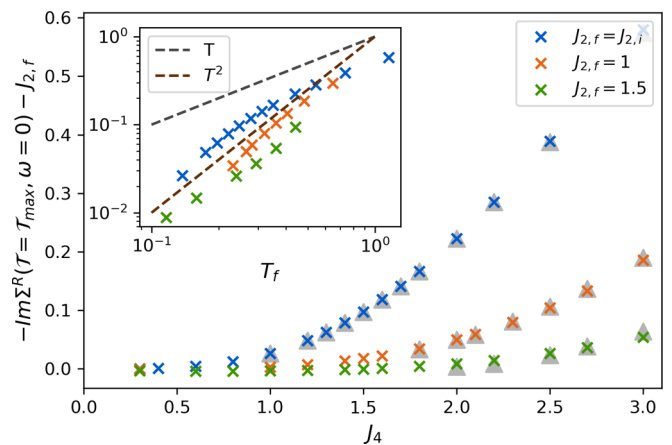 −ImΣ^R(𝒯 = 𝒯_max, ω = 0) − J_{2,f}
0.6
0.5
0.4
0.3
0.2
0.1
0.0
0.0 0.5 1.0 1.5 2.0 2.5 3.0
J_4
T
T^2
10^0
10^{-1}
10^{-2}
10^{-1} 10^0
T_f
J_{2,f} = J_{2,i}
J_{2,f} = 1
J_{2,f} = 1.5